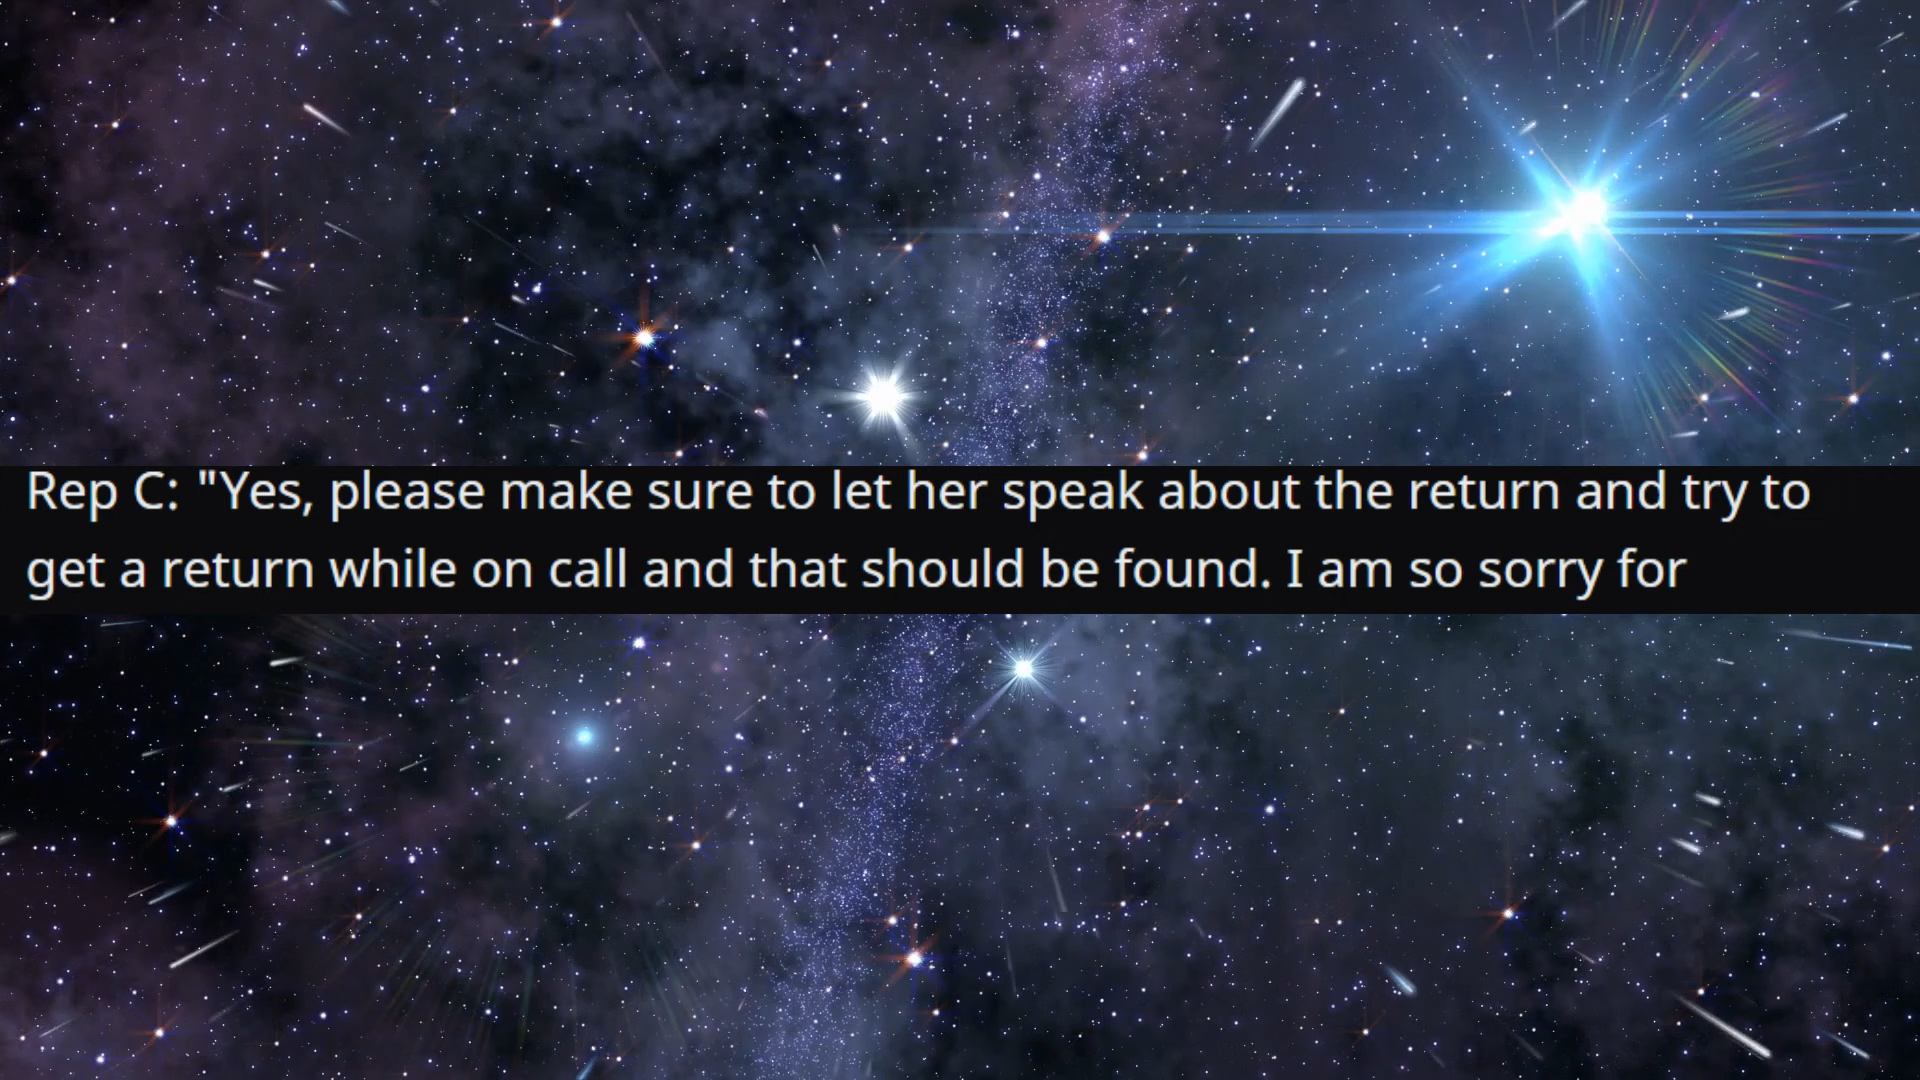 Rep C: "Yes, please make sure to let her speak about the return and try to
get a return while on call and that should be found. I am so sorry for